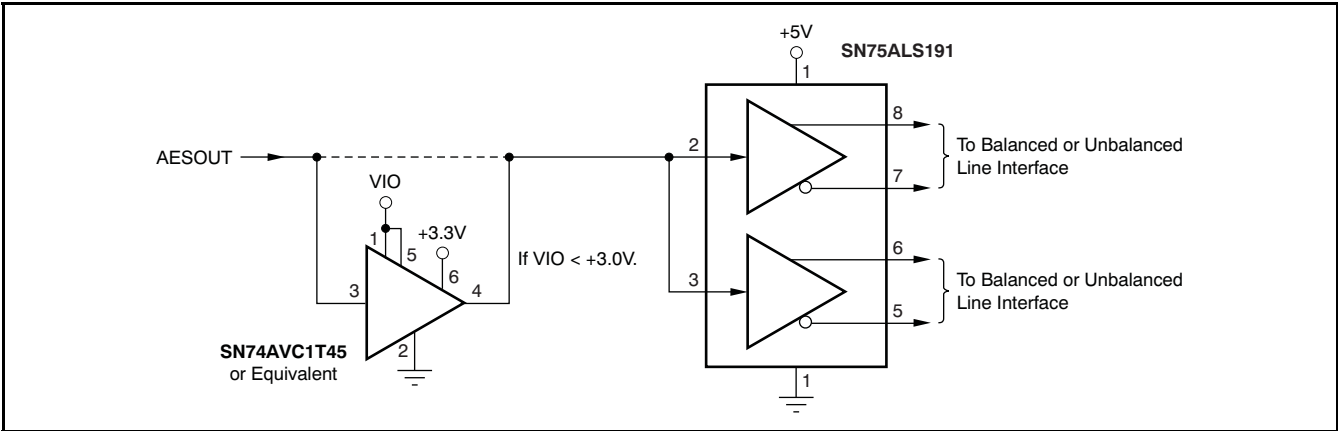 +5V
SN75ALS191
1
8
2
To Balanced or Unbalanced
Line Interface
AESOUT
7
VIO
+3.3V
1
5
6
If VIO < +3.0V.
6
3
4
3
To Balanced or Unbalanced
Line Interface
5
2
SN74AVC1T45
or Equivalent
1